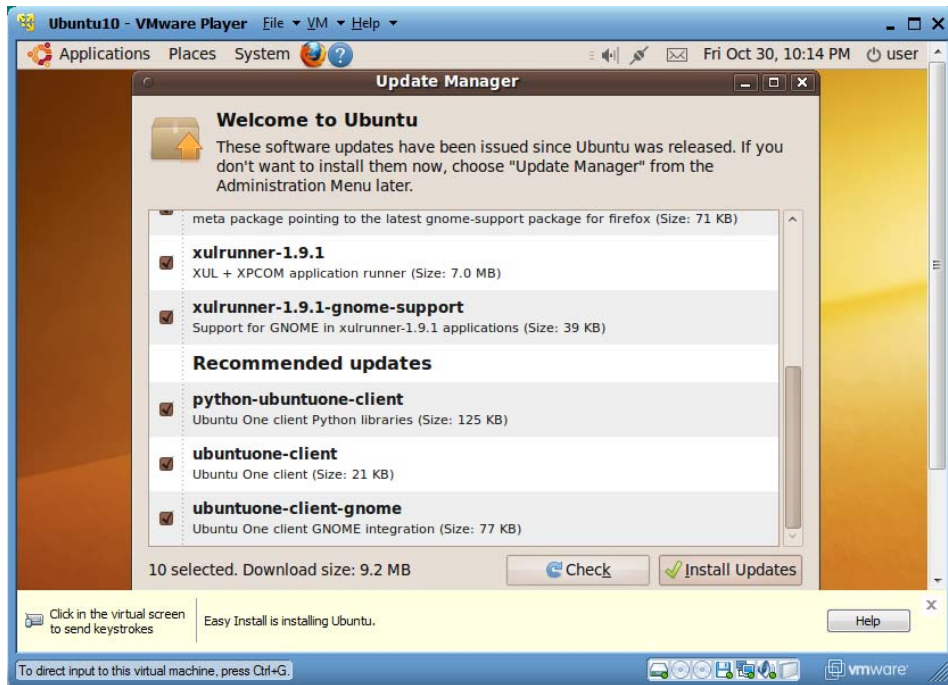 Ubuntu10 - VMware Player File VM Help
Applications Places System Fri Oct 30, 10:14 PM user
Update Manager
Welcome to Ubuntu
These software updates have been issued since Ubuntu was released. If you
don't want to install them now, choose "Update Manager" from the
Administration Menu later.
meta package pointing to the latest gnome-support package for firefox (Size: 71 KB)
xulrunner-1.9.1
XUL + XPCOM application runner (Size: 7.0 MB)
xulrunner-1.9.1-gnome-support
Support for GNOME in xulrunner-1.9.1 applications (Size: 39 KB)
Recommended updates
python-ubuntuone-client
Ubuntu One client Python libraries (Size: 125 KB)
ubuntuone-client
Ubuntu One client (Size: 21 KB)
ubuntuone-client-gnome
Ubuntu One client GNOME integration (Size: 77 KB)
10 selected. Download size: 9.2 MB Check Install Updates
Click in the virtual screen
to send keystrokes
Easy Install is installing Ubuntu.
Help
To direct input to this virtual machine, press Ctrl+G.
vmware